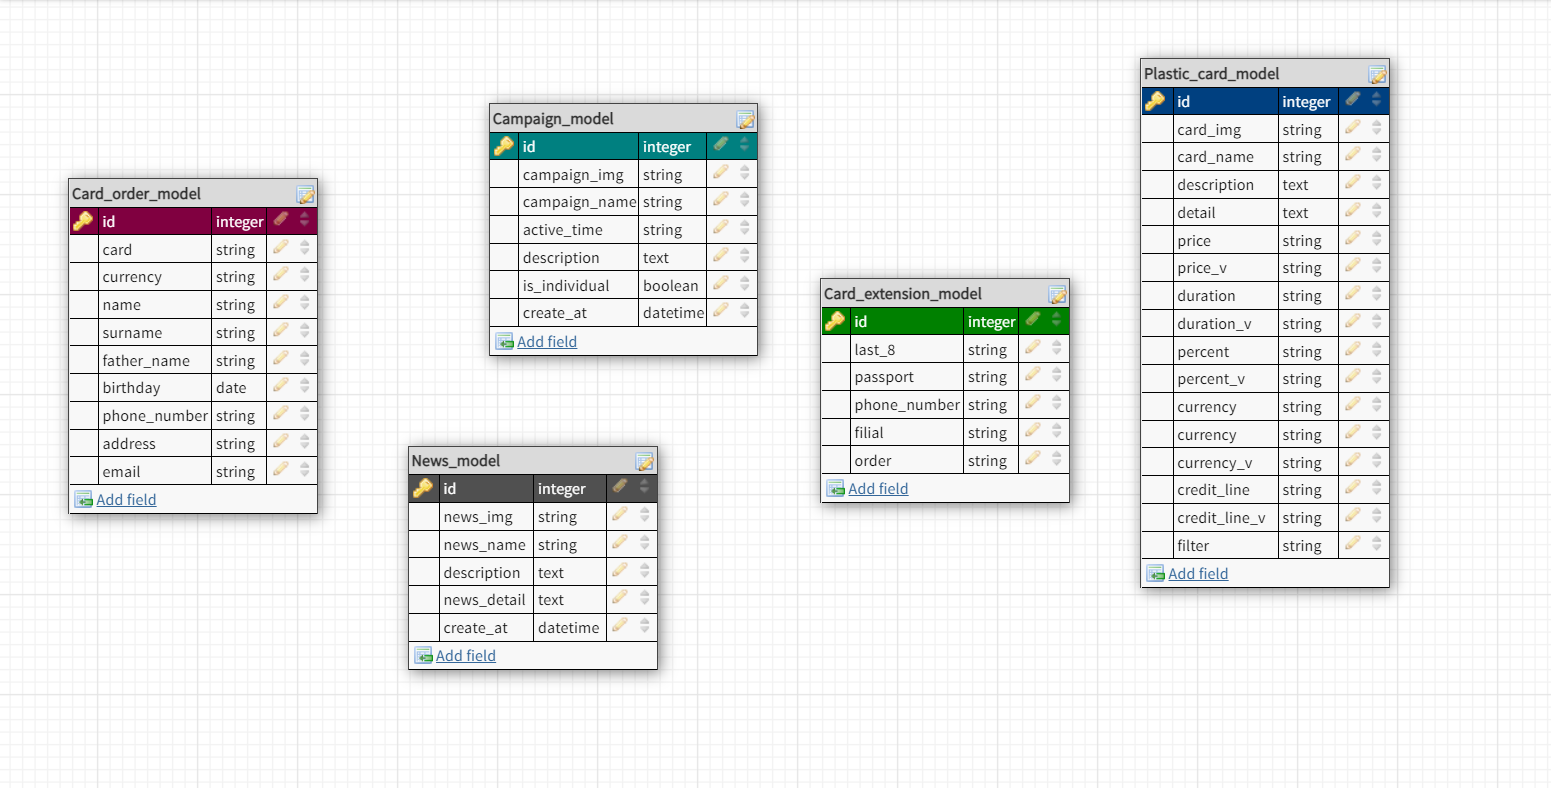 Card_order_model
id integer
card string
currency string
name string
surname string
father_name string
birthday date
phone_number string
address string
email string
Add field
Campaign_model
id integer
campaign_img string
campaign_name string
active_time string
description text
is_individual boolean
create_at datetime
Add field
News_model
id integer
news_img string
news_name string
description text
news_detail text
create_at datetime
Add field
Card_extension_model
id integer
last_8 string
passport string
phone_number string
filial string
order string
Add field
Plastic_card_model
id integer
card_img string
card_name string
description text
detail text
price string
price_v string
duration string
duration_v string
percent string
percent_v string
currency string
currency string
currency_v string
credit_line string
credit_line_v string
filter string
Add field